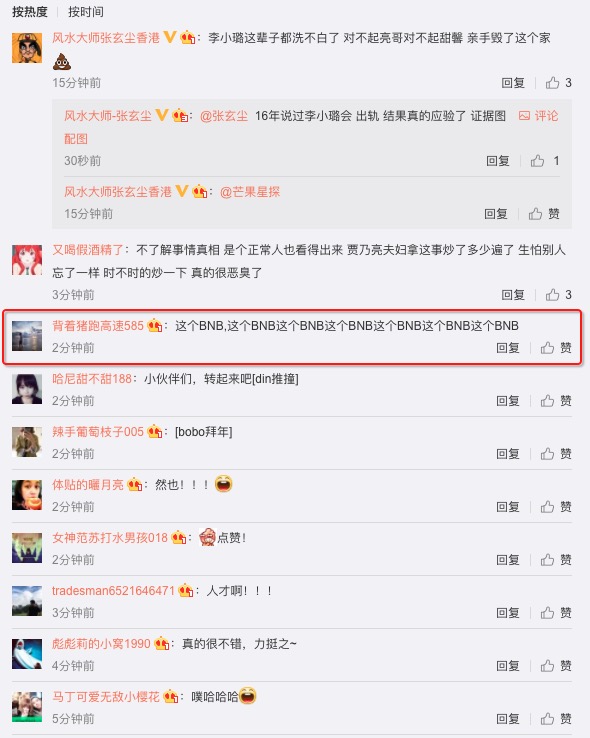 按热度 按时间
风水大师张玄尘香港：李小璐这辈子都洗不白了 对不起亮哥对不起甜馨 亲手毁了这个家
15分钟前 回复 3
风水大师-张玄尘：@张玄尘 16年说过李小璐会 出轨 结果真的应验了 证据图 评论
配图
30秒前 回复 1
风水大师张玄尘香港：@芒果星探
15分钟前 回复 赞
又喝假酒精了：不了解事情真相 是个正常人也看得出来 贾乃亮夫妇拿这事炒了多少遍了 生怕别人
忘了一样 时不时的炒一下 真的很恶臭了
3分钟前 回复 3
背着猪跑高速585：这个BNB,这个BNB这个BNB这个BNB这个BNB这个BNB这个BNB
2分钟前 回复 赞
哈尼甜不甜188：小伙伴们，转起来吧[din推撞]
2分钟前 回复 赞
辣手葡萄枝子005：[bobo拜年]
2分钟前 回复 赞
体贴的曬月亮：然也！！！
2分钟前 回复 赞
女神范苏打水男孩018：点赞！
2分钟前 回复 赞
tradesman6521646471：人才啊！！！
3分钟前 回复 赞
彪彪莉的小窝1990：真的很不错，力挺之~
4分钟前 回复 赞
马丁可爱无敌小樱花：噗哈哈哈
5分钟前 回复 赞